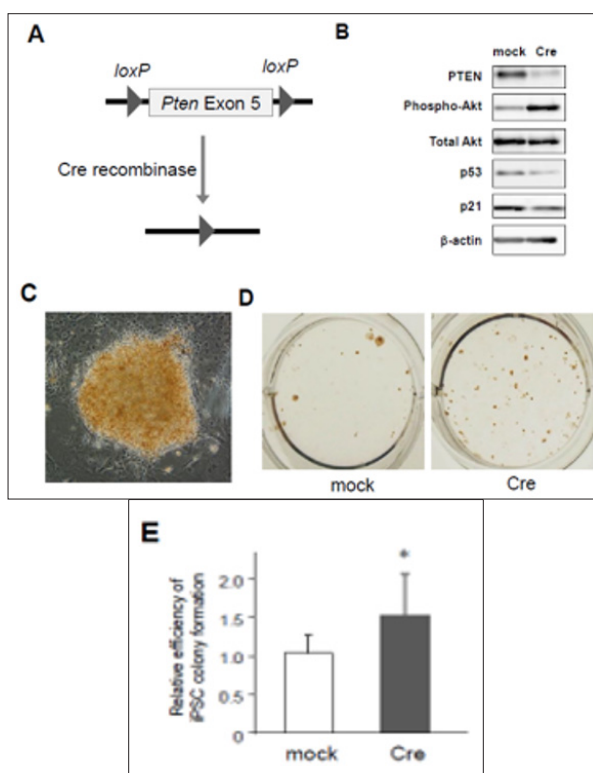 A
loxP
loxP
Pten Exon 5
Cre recombinase
B
mock Cre
PTEN
Phospho-Akt
Total Akt
p53
p21
β-actin
C
D
mock
Cre
E
Relative efficiency of
iPSC colony formation
2.0
1.5
1.0
0.5
0
*
mock
Cre